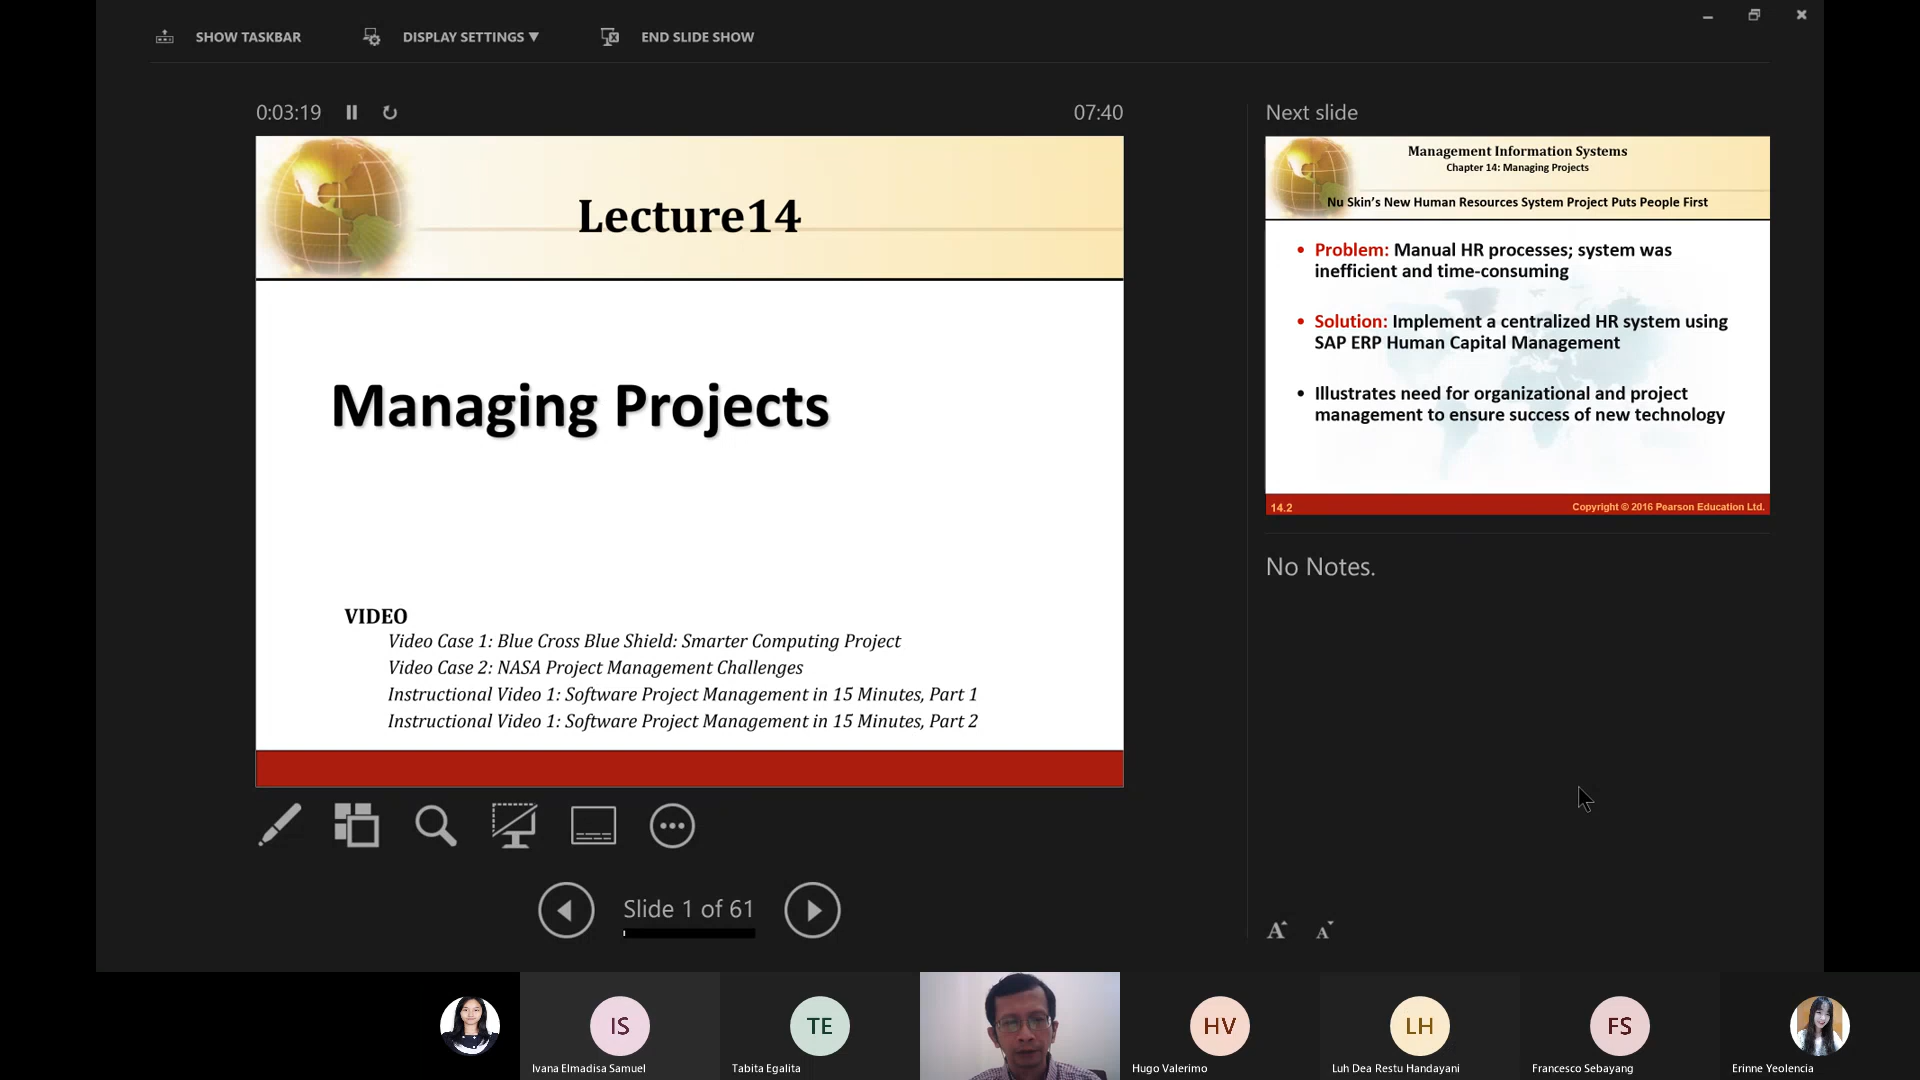 SHOW TASKBAR
DISPLAY SETTINGS ▼
END SLIDE SHOW
0:03:19
07:40
Lecture14
Managing Projects
VIDEO
Video Case 1: Blue Cross Blue Shield: Smarter Computing Project
Video Case 2: NASA Project Management Challenges
Instructional Video 1: Software Project Management in 15 Minutes, Part 1
Instructional Video 1: Software Project Management in 15 Minutes, Part 2
Slide 1 of 61
Next slide
Management Information Systems
Chapter 14: Managing Projects
Nu Skin’s New Human Resources System Project Puts People First
• Problem: Manual HR processes; system was
inefficient and time-consuming
• Solution: Implement a centralized HR system using
SAP ERP Human Capital Management
• Illustrates need for organizational and project
management to ensure success of new technology
14.2
Copyright © 2016 Pearson Education Ltd.
No Notes.
A A
IS
TE
HV
LH
FS
Ivana Elmadisa Samuel
Tabita Egalita
Hugo Valerimo
Luh Dea Restu Handayani
Francesco Sebayang
Erinne Yeolencia